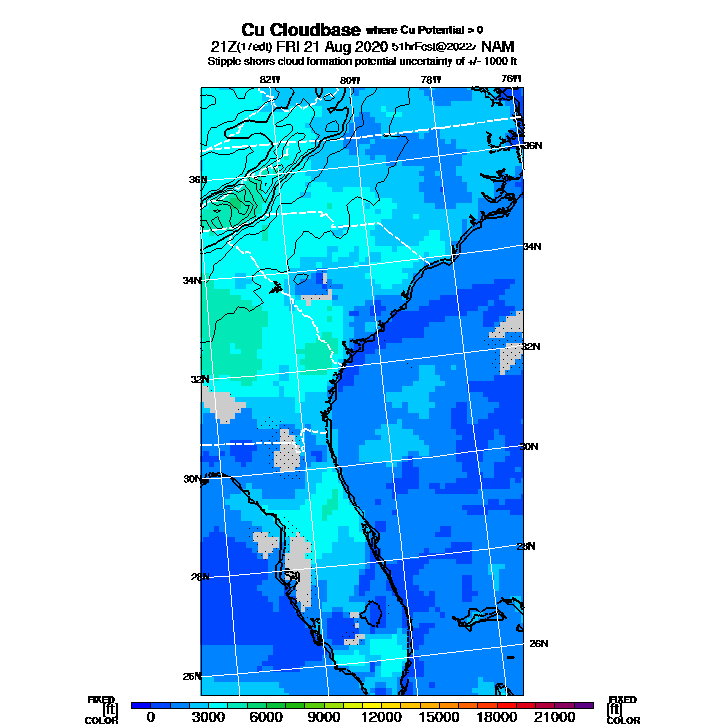 Cu Cloudbase where Cu Potential > 0
21Z(17edt) FRI 21 Aug 2020 51hrFcst@2022z NAM
Stipple shows cloud formation potential uncertainty of +/- 1000 ft
82W 80W 78W 76W
36N 36N
34N 34N
32N 32N
30N 30N
28N 28N
26N 26N
FIXED FIXED
[ft] [ft]
COLOR 0 3000 6000 9000 12000 15000 18000 21000 COLOR